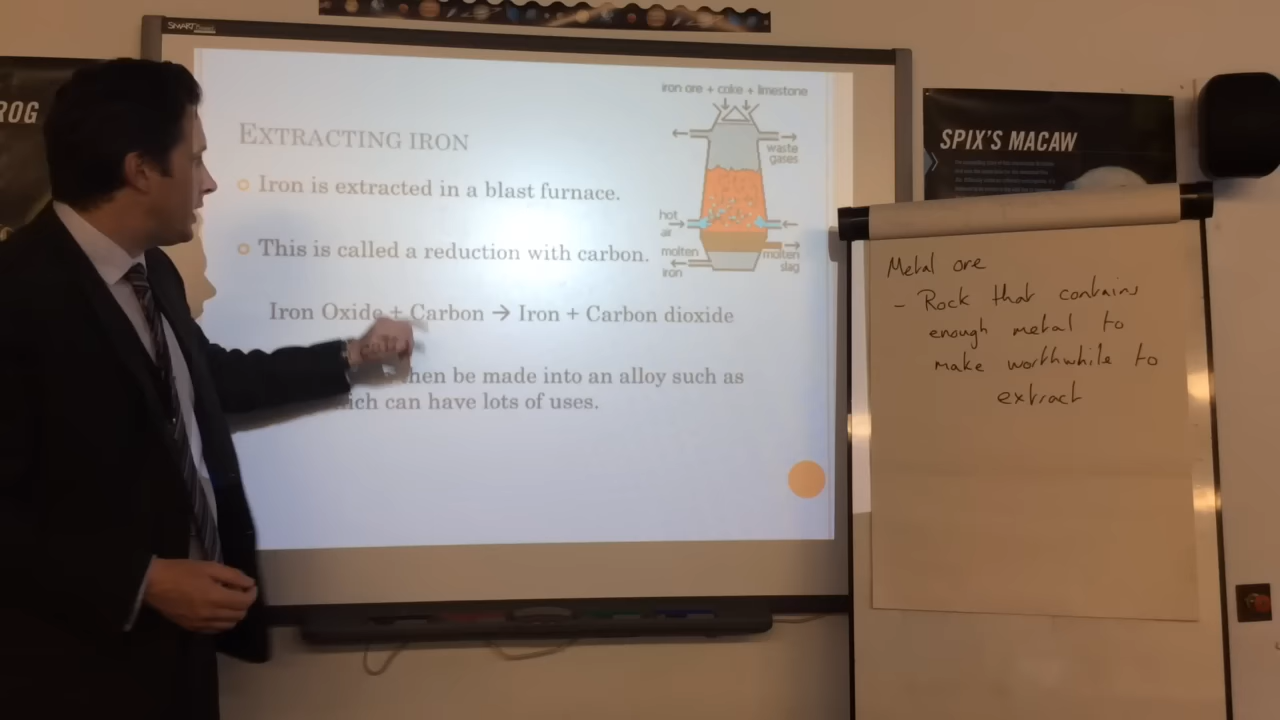 SMART
ROG
EXTRACTING IRON
Iron is extracted in a blast furnace.
This is called a reduction with carbon.
Iron Oxide + Carbon → Iron + Carbon dioxide
hen be made into an alloy such as
ich can have lots of uses.
iron ore + coke + limestone
waste
gases
hot
air
molten
iron
molten
slag
SPIX'S MACAW
Metal ore
- Rock that contains
enough metal to
make worthwhile to
extract